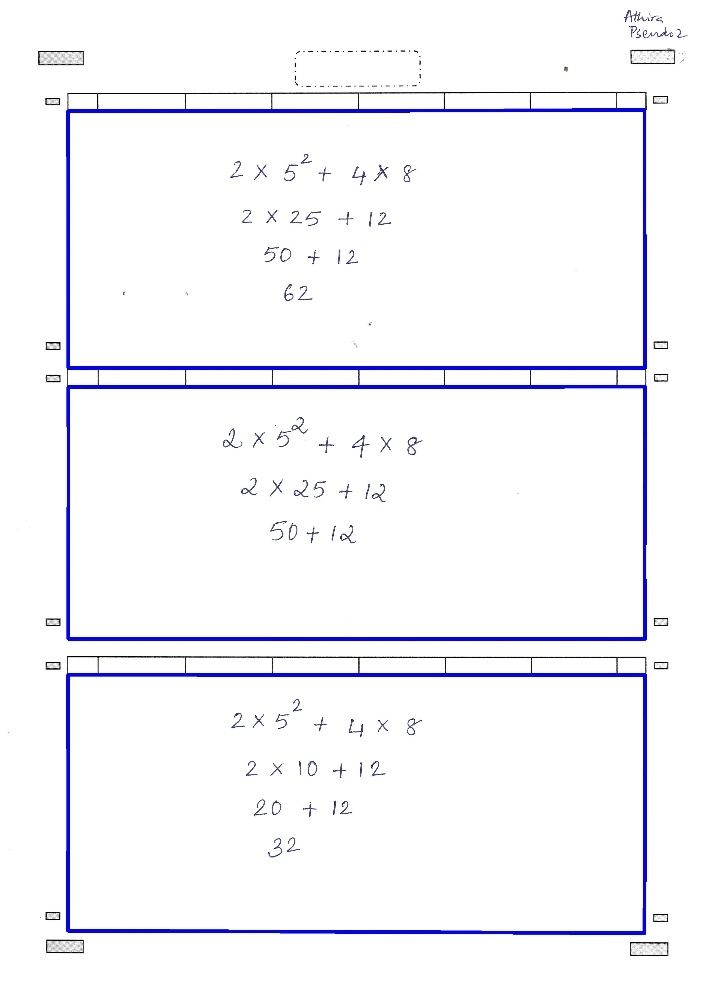 Athira
Pseudo 2
2 × 5² + 4 × 8
2 × 25 + 12
50 + 12
62
2 × 5² + 4 × 8
2 × 25 + 12
50 + 12
2 × 5² + 4 × 8
2 × 10 + 12
20 + 12
32